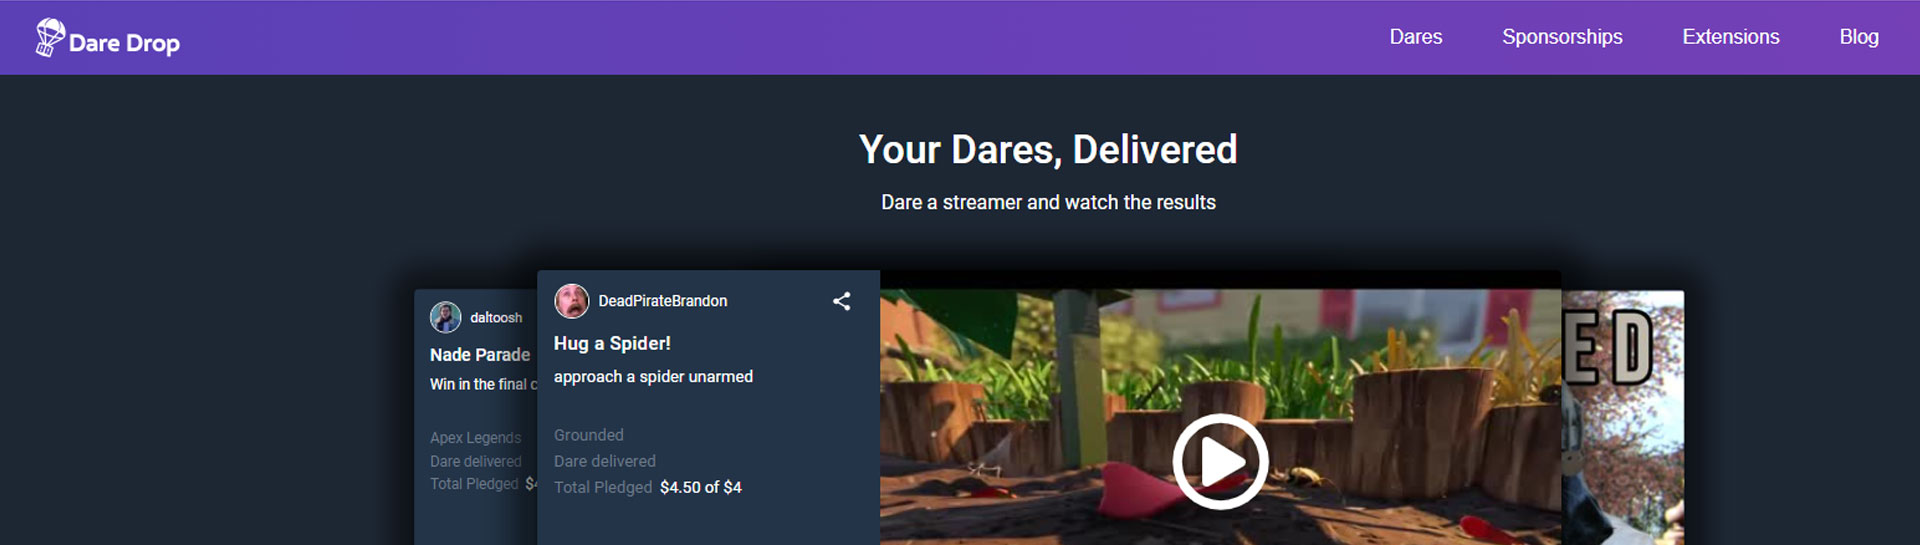 Dare Drop
Dares
Sponsorships
Extensions
Blog
Your Dares, Delivered
Dare a streamer and watch the results
daltoosh
Nade Parade
Win in the final
Apex Legends
Dare delivered
Total Pledged
DeadPirateBrandon
Hug a Spider!
approach a spider unarmed
Grounded
Dare delivered
Total Pledged $4.50 of $4
ED